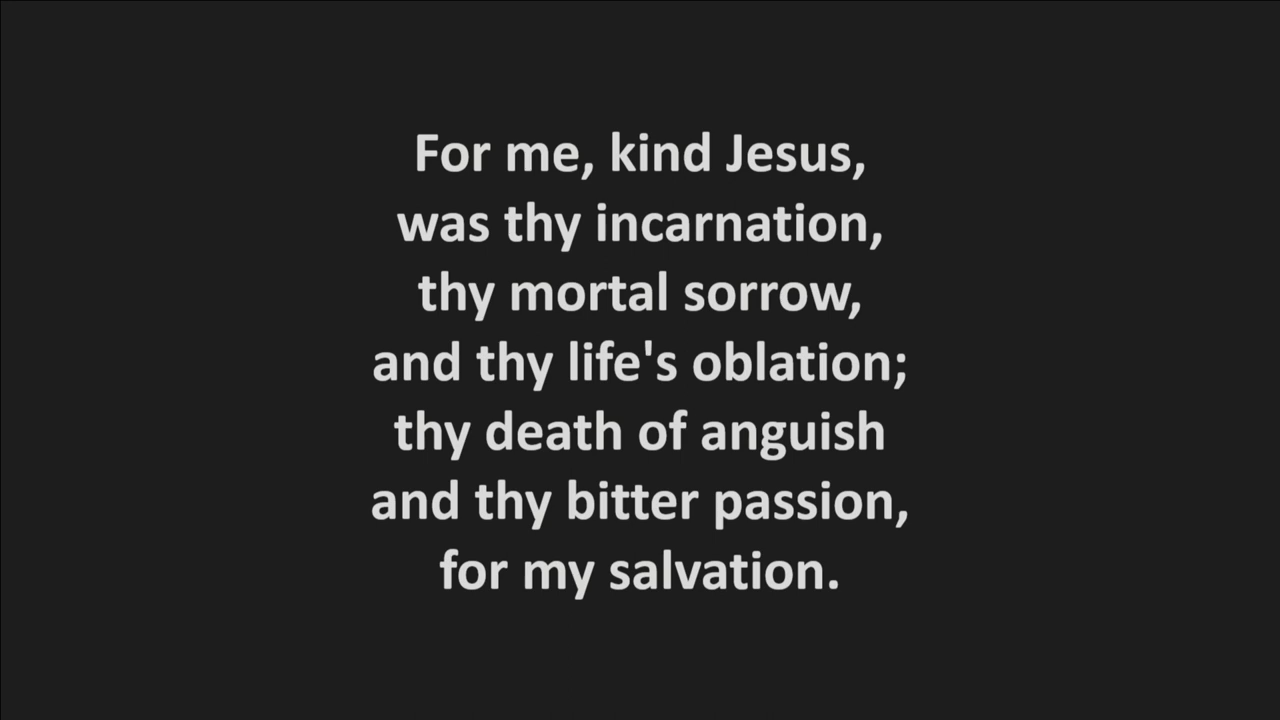 For me, kind Jesus,
was thy incarnation,
thy mortal sorrow,
and thy life's oblation;
thy death of anguish
and thy bitter passion,
for my salvation.